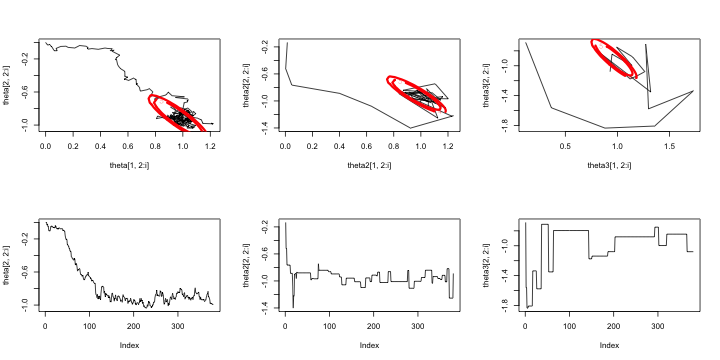 theta[2, 2:i]
-1.0 -0.6 -0.2
0.0 0.2 0.4 0.6 0.8 1.0 1.2
theta[1, 2:i]
theta2[2, 2:i]
-1.4 -1.0 -0.6 -0.2
0.0 0.2 0.4 0.6 0.8 1.0 1.2
theta2[1, 2:i]
theta3[2, 2:i]
-1.8 -1.4 -1.0
0.5 1.0 1.5
theta3[1, 2:i]
theta[2, 2:i]
-1.0 -0.6 -0.2
0 100 200 300
Index
theta2[2, 2:i]
-1.4 -1.0 -0.6 -0.2
0 100 200 300
Index
theta3[2, 2:i]
-1.8 -1.4 -1.0
0 100 200 300
Index